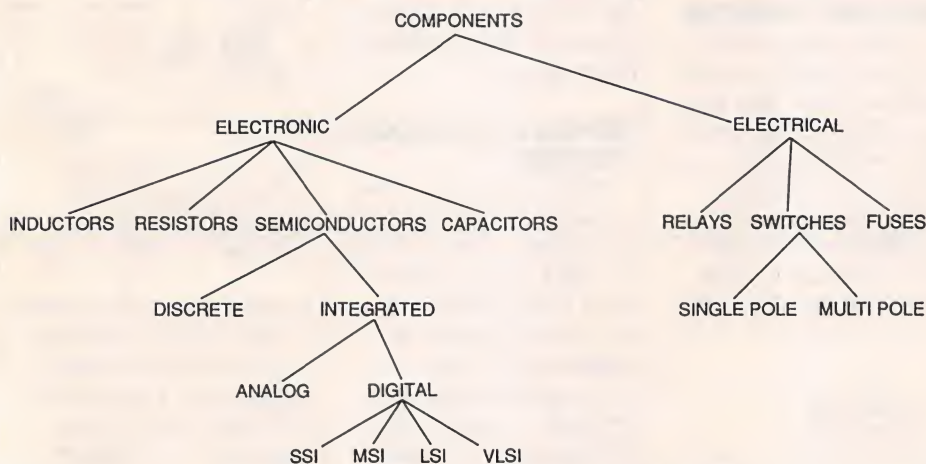 COMPONENTS
ELECTRONIC ELECTRICAL
INDUCTORS RESISTORS SEMICONDUCTORS CAPACITORS RELAYS SWITCHES FUSES
DISCRETE INTEGRATED SINGLE POLE MULTI POLE
ANALOG DIGITAL
SSI MSI LSI VLSI